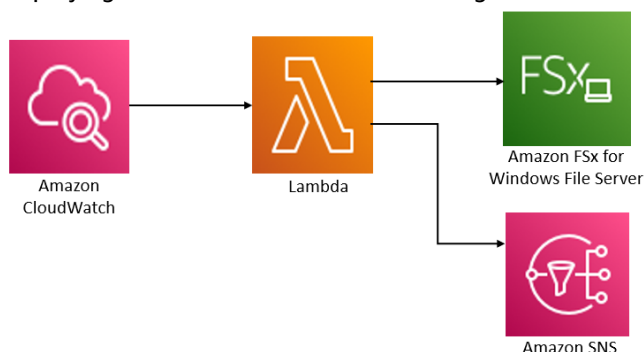 Amazon
CloudWatch
Lambda
FSx
Amazon FSx for
Windows File Server
Amazon SNS